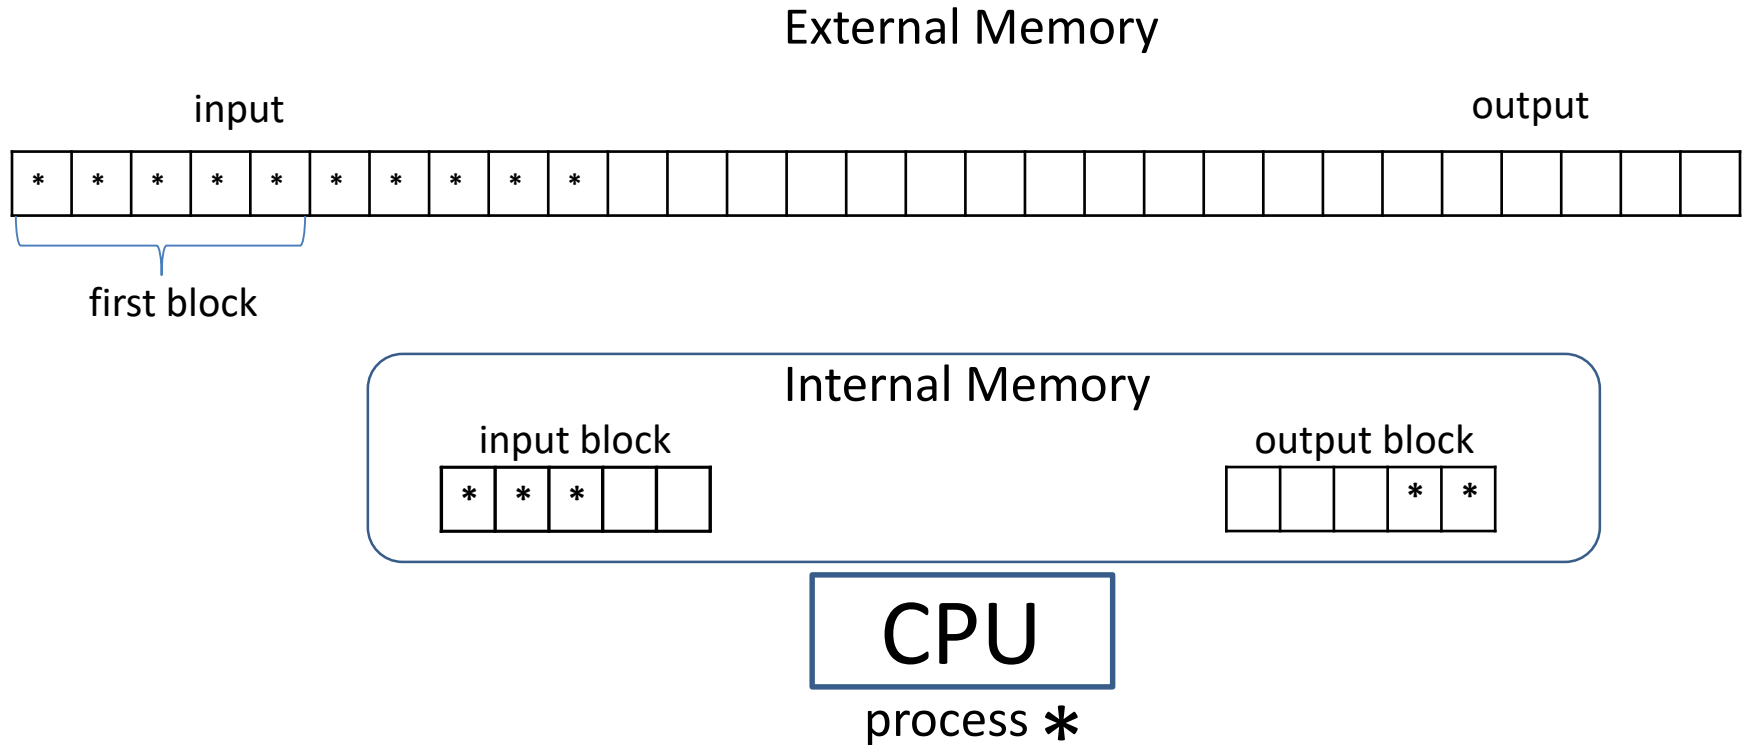 External Memory
input
output
* * * * * * * * * *
first block
Internal Memory
input block
output block
* * *
* *
CPU
process *